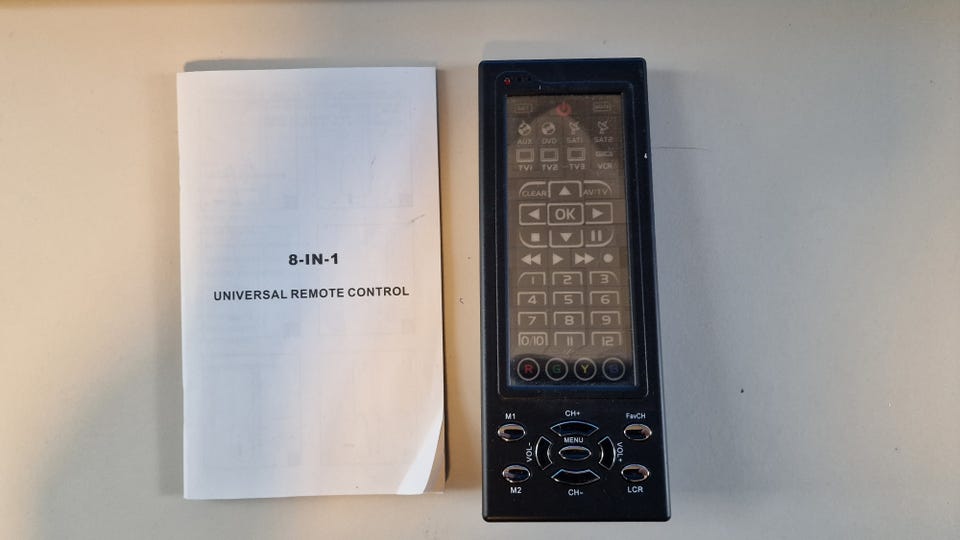 8-IN-1
UNIVERSAL REMOTE CONTROL
SET
AUX DVD SAT1 SAT2
TV1 TV2 TV3 VCR
CLEAR AV/TV
OK
1 2 3
4 5 6
7 8 9
0/10 11 12
R G Y B
M1 CH+ FavCH
VOL- MENU VOL+
M2 CH- LCR